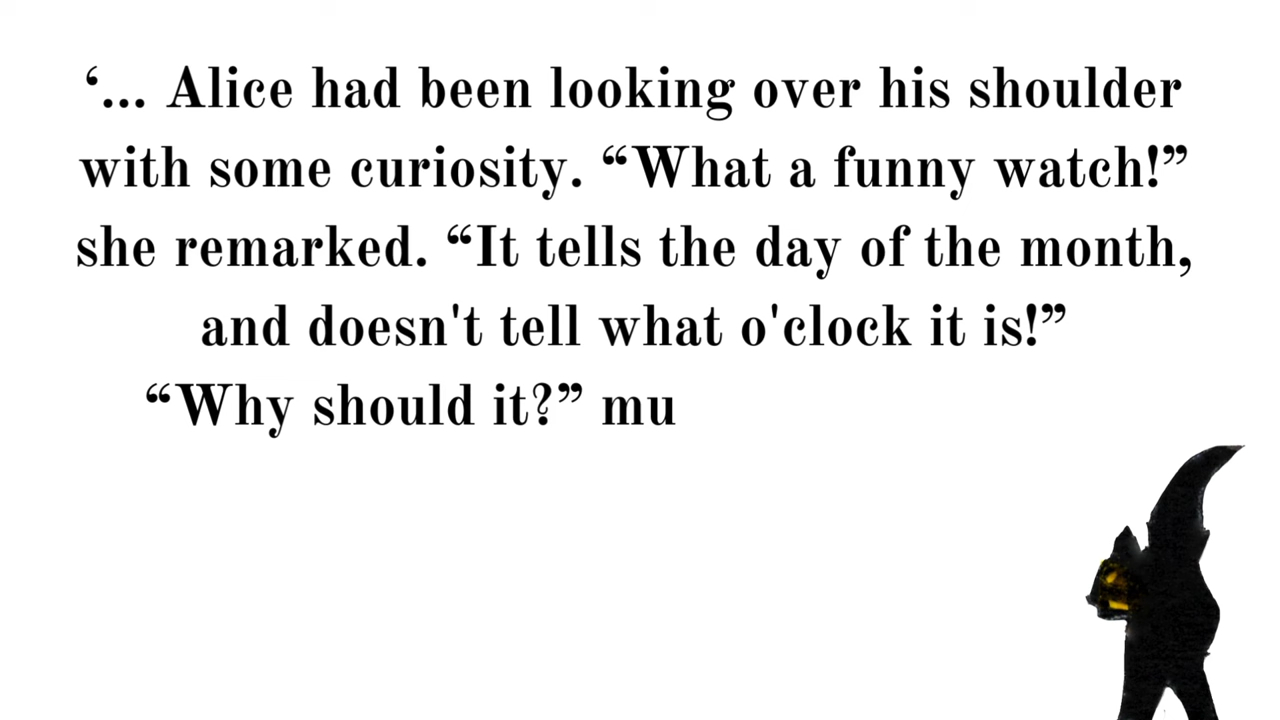 ‘... Alice had been looking over his shoulder
with some curiosity. “What a funny watch!”
she remarked. “It tells the day of the month,
and doesn't tell what o'clock it is!”
“Why should it?” mu